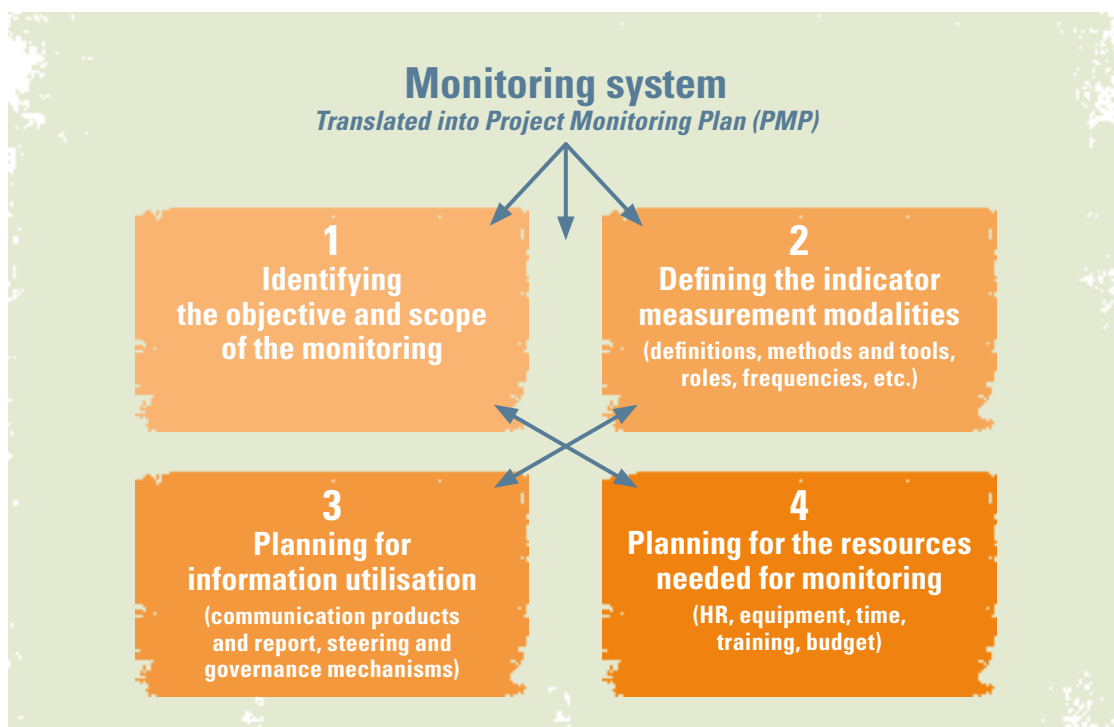 Monitoring system
Translated into Project Monitoring Plan (PMP)
1
Identifying
the objective and scope
of the monitoring
2
Defining the indicator
measurement modalities
(definitions, methods and tools,
roles, frequencies, etc.)
3
Planning for
information utilisation
(communication products
and report, steering and
governance mechanisms)
4
Planning for the resources
needed for monitoring
(HR, equipment, time,
training, budget)